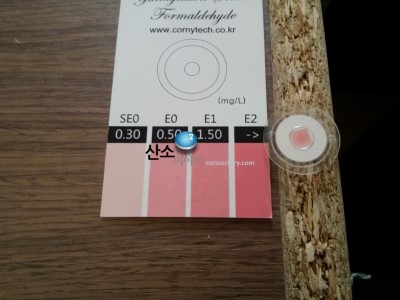 Formaldehyde
www.comytech.co.kr
(mg/L)
SE0 E0 E1 E2
0.30 0.50 1.50 ->
산소